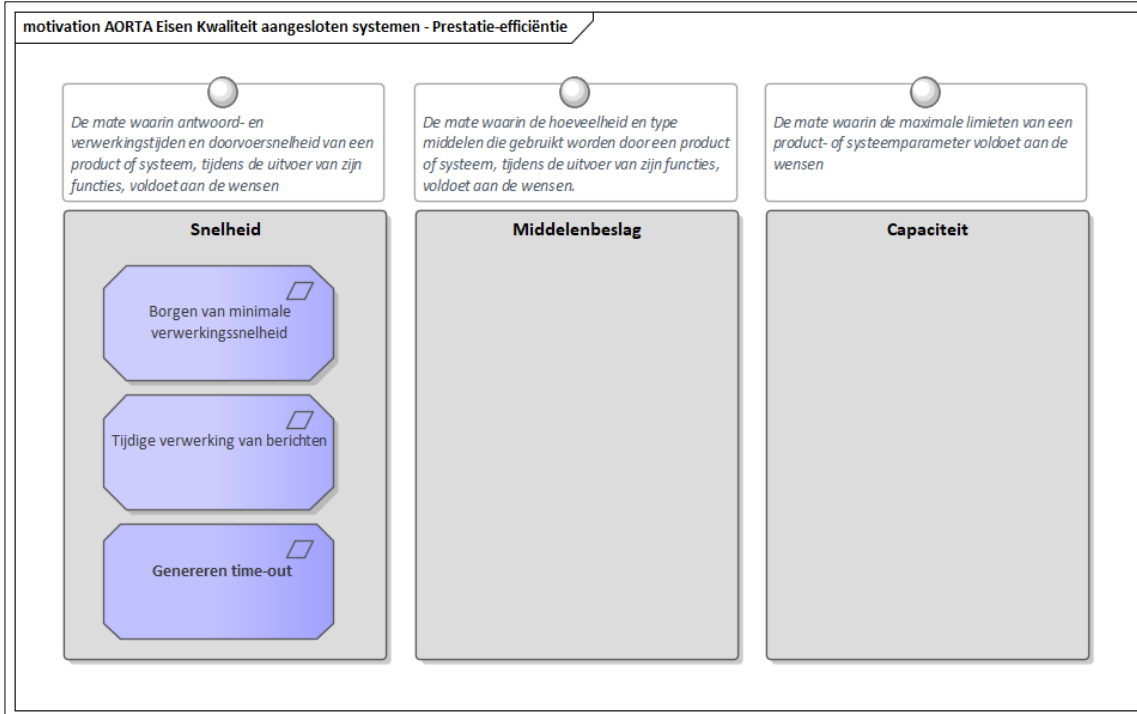 motivation AORTA Eisen Kwaliteit aangesloten systemen - Prestatie-efficiëntie
De mate waarin antwoord- en
verwerkingstijden en doorvoersnelheid van een
product of systeem, tijdens de uitvoer van zijn
functies, voldoet aan de wensen
De mate waarin de hoeveelheid en type
middelen die gebruikt worden door een product
of systeem, tijdens de uitvoer van zijn functies,
voldoet aan de wensen.
De mate waarin de maximale limieten van een
product- of systeemparameter voldoet aan de
wensen
Snelheid
Borgen van minimale
verwerkingssnelheid
Tijdige verwerking van berichten
Genereren time-out
Middelenbeslag
Capaciteit